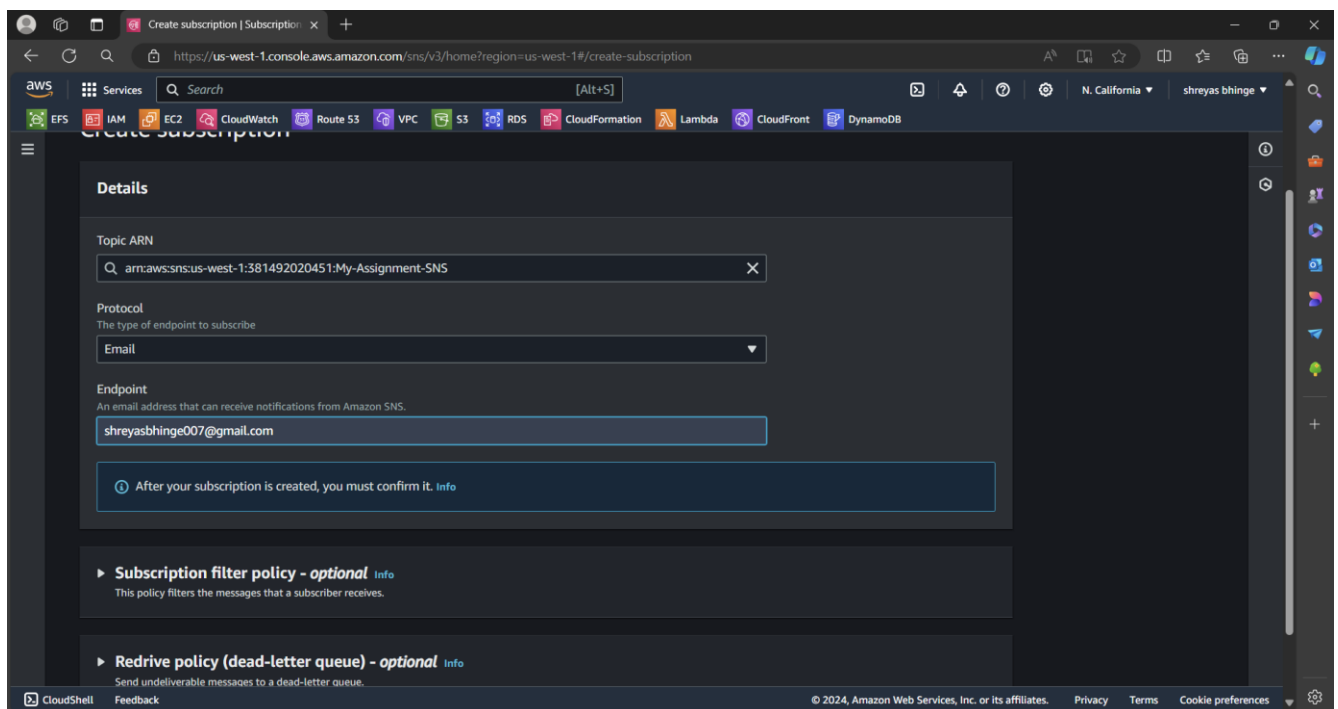 Create subscription | Subscription
https://us-west-1.console.aws.amazon.com/sns/v3/home?region=us-west-1#/create-subscription
aws
Services
Search
[Alt+S]
N. California
shreyas bhinge
EFS IAM EC2 CloudWatch Route 53 VPC S3 RDS CloudFormation Lambda CloudFront DynamoDB
Create subscription
Details
Topic ARN
arn:aws:sns:us-west-1:381492020451:My-Assignment-SNS
Protocol
The type of endpoint to subscribe
Email
Endpoint
An email address that can receive notifications from Amazon SNS.
shreyasbhinge007@gmail.com
After your subscription is created, you must confirm it. Info
Subscription filter policy - optional Info
This policy filters the messages that a subscriber receives.
Redrive policy (dead-letter queue) - optional Info
Send undeliverable messages to a dead-letter queue.
CloudShell Feedback © 2024, Amazon Web Services, Inc. or its affiliates. Privacy Terms Cookie preferences